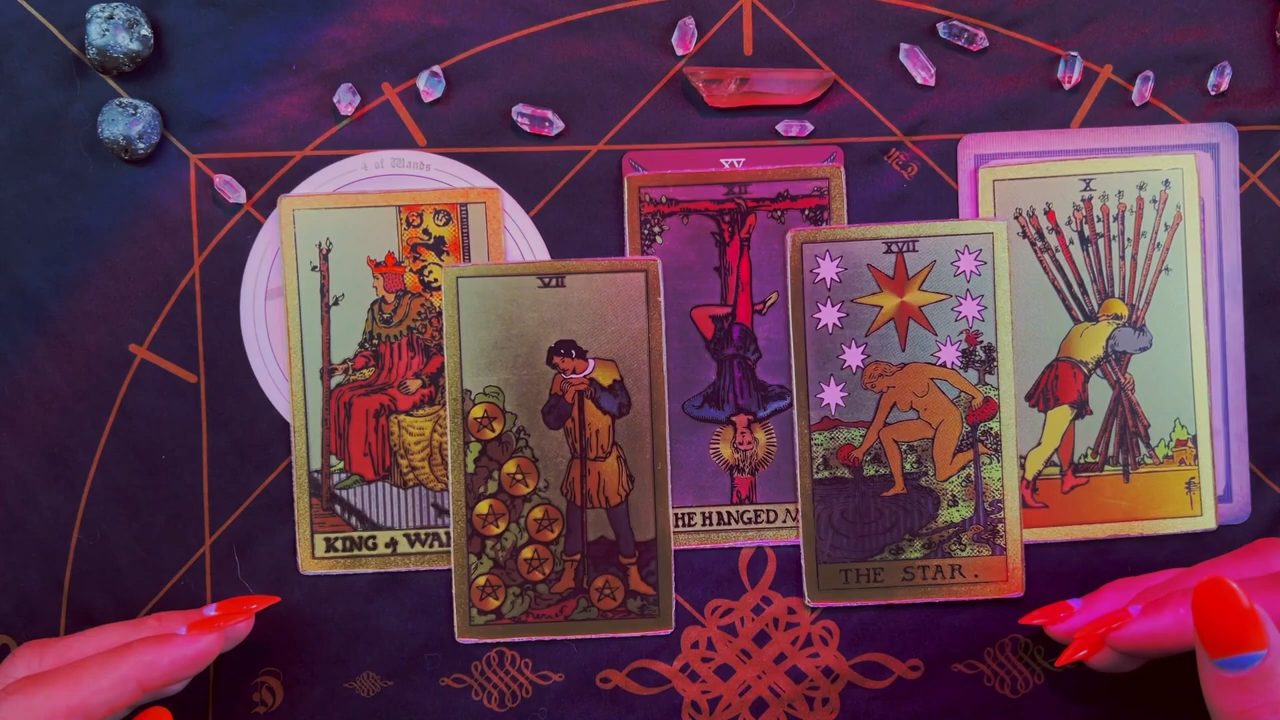 4 of Wands
KING of WA
VII
XV
XII
HE HANGED
XVII
THE STAR.
X